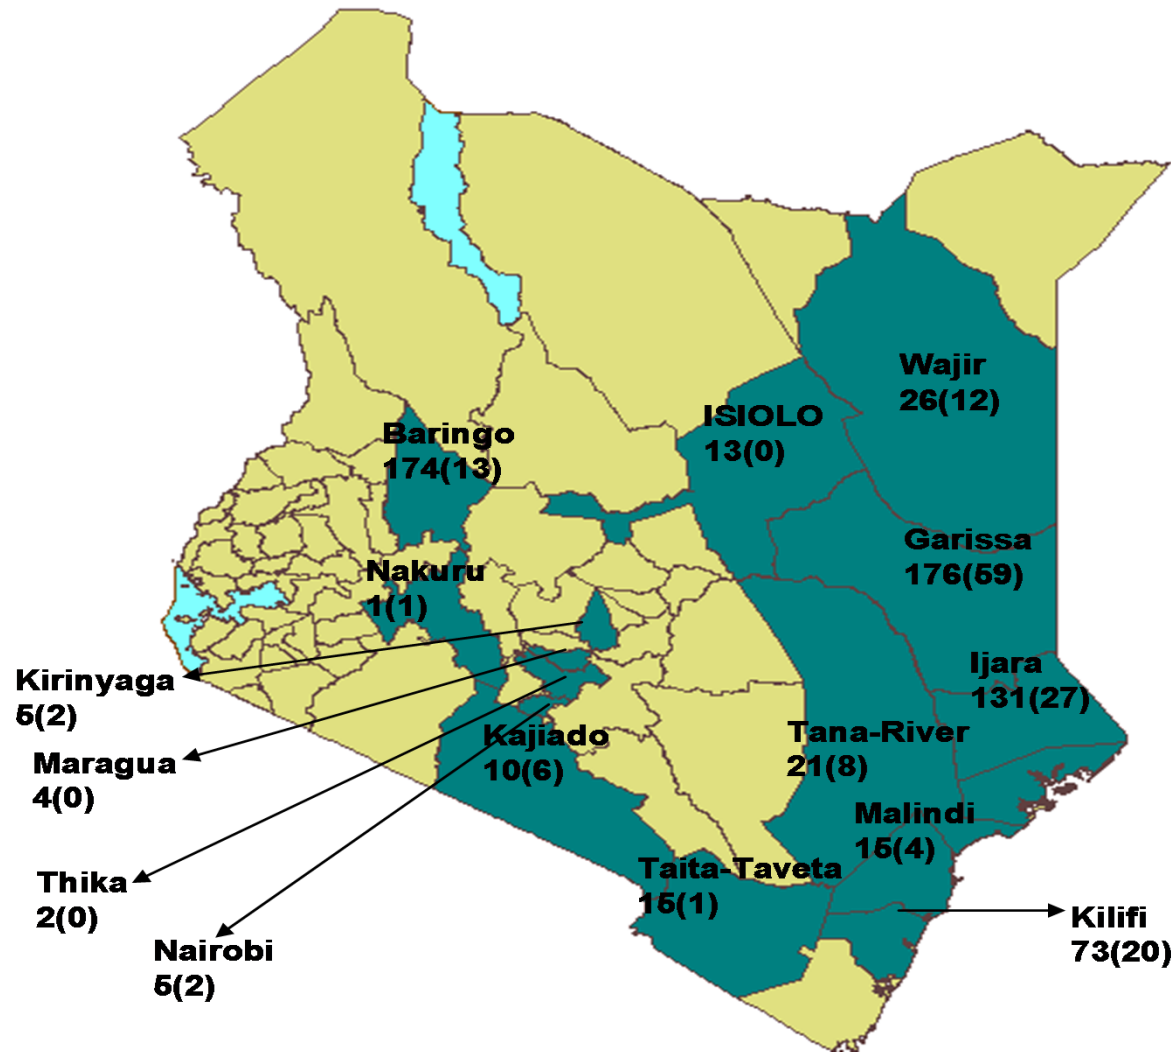 Wajir
26(12)
ISIOLO
13(0)
Baringo
174(13)
Garissa
176(59)
Nakuru
1(1)
Ijara
131(27)
Kirinyaga
5(2)
Tana-River
21(8)
Kajiado
10(6)
Maragua
4(0)
Malindi
15(4)
Taita-Taveta
15(1)
Thika
2(0)
Kilifi
73(20)
Nairobi
5(2)